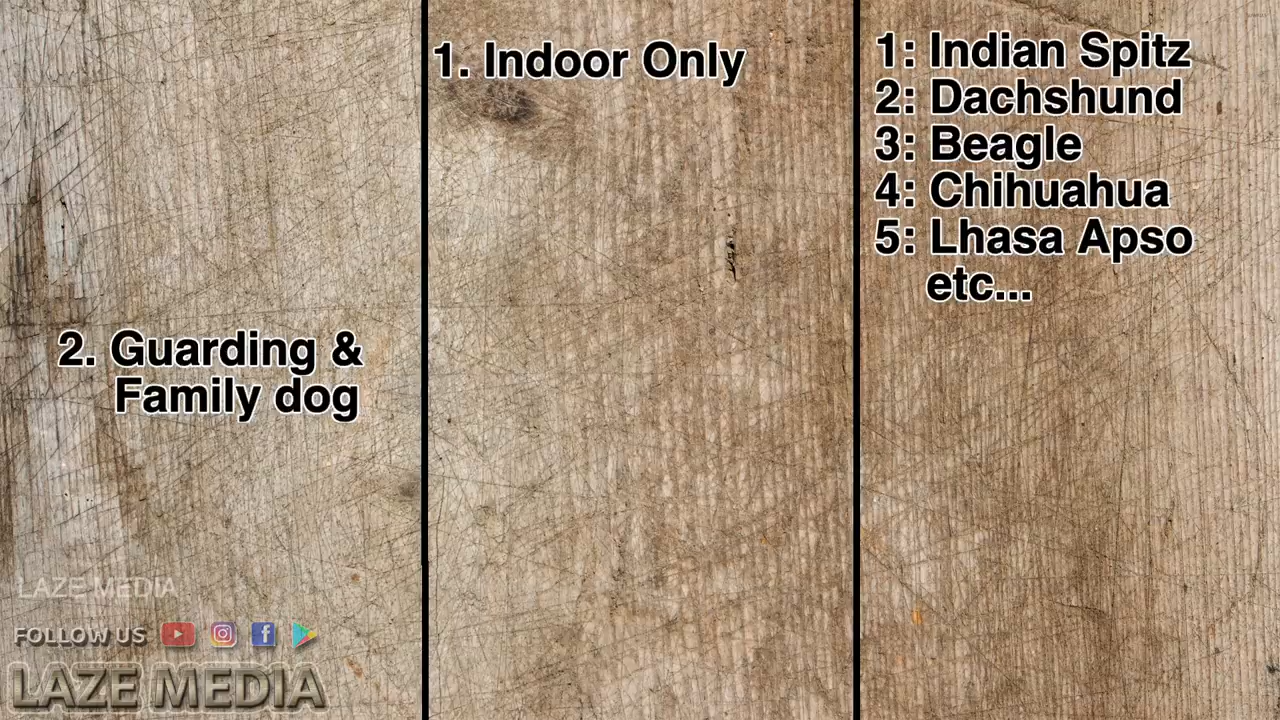 2. Guarding &
Family dog
1. Indoor Only
1: Indian Spitz
2: Dachshund
3: Beagle
4: Chihuahua
5: Lhasa Apso
etc...
LAZE MEDIA
FOLLOW US
LAZE MEDIA